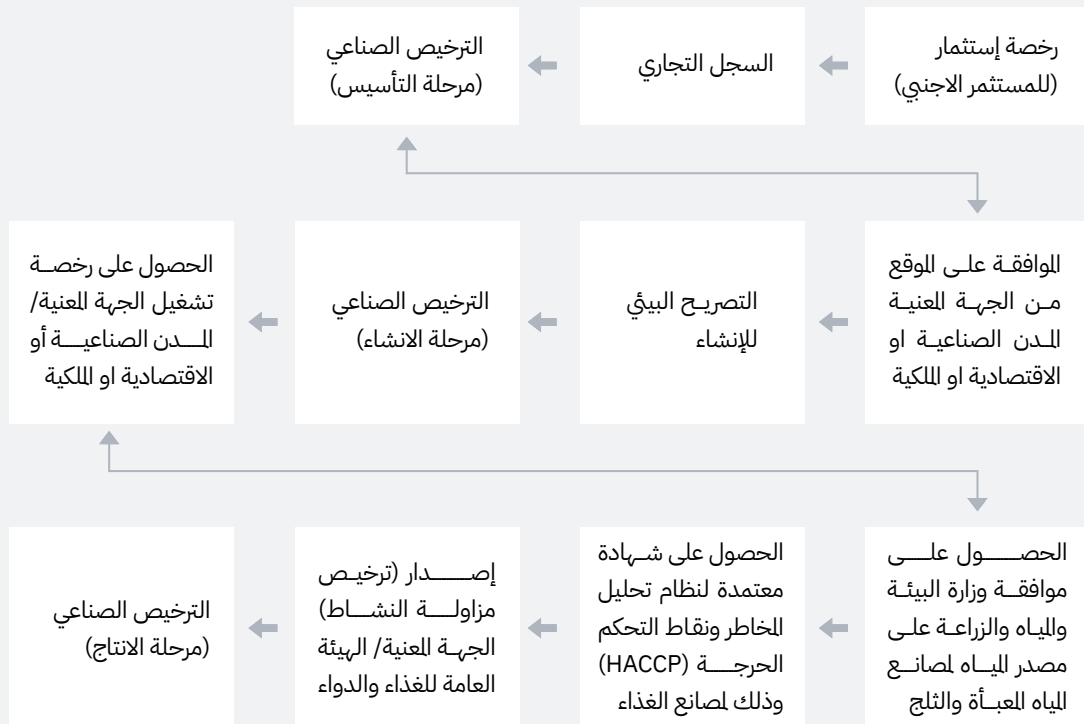 رخصة إستثمار
(للمستثمر الاجنبي)
السجل التجاري
الترخيص الصناعي
(مرحلة التأسيس)
الموافقة على الموقع
من الجهة المعنية
المدن الصناعية او
الاقتصادية او الملكية
التصريح البيئي
للإنشاء
الترخيص الصناعي
(مرحلة الانشاء)
الحصول على رخصة
تشغيل الجهة المعنية/
المدن الصناعية أو
الاقتصادية او الملكية
الحصول على
موافقة وزارة البيئة
والمياه والزراعة على
مصدر المياه لمصانع
المياه المعبأة والثلج
الحصول على شهادة
معتمدة لنظام تحليل
المخاطر ونقاط التحكم
الحرجة (HACCP)
وذلك لمصانع الغذاء
إصدار (ترخيص
مزاولة النشاط)
الجهة المعنية/ الهيئة
العامة للغذاء والدواء
الترخيص الصناعي
(مرحلة الانتاج)